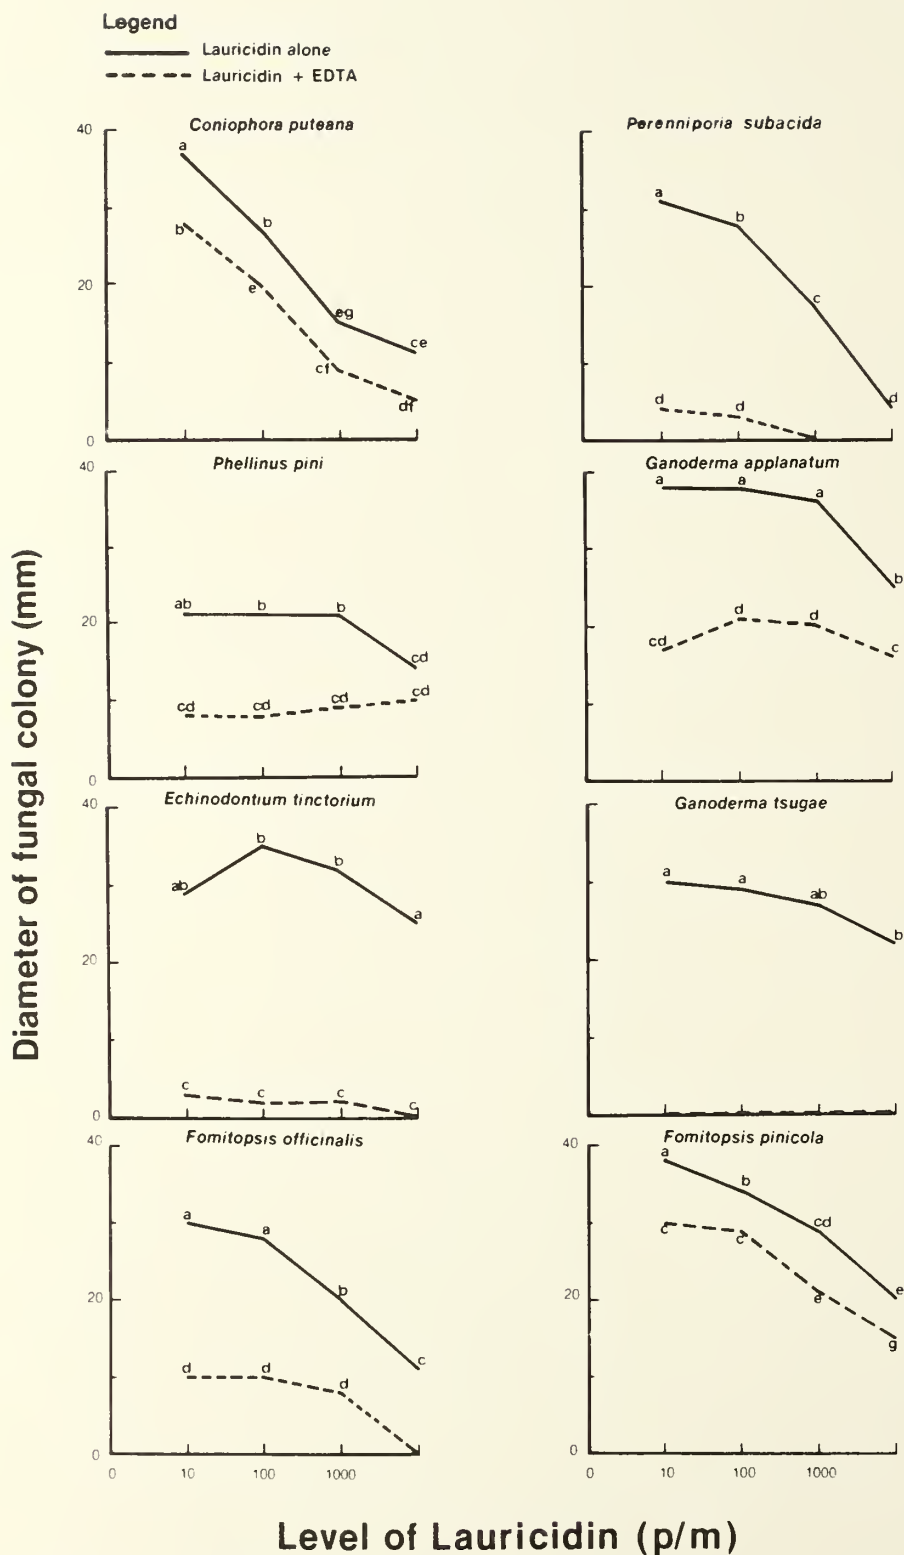 Legend
Lauricidin alone
Lauricidin + EDTA
Coniophora puteana
40
20
0
a
b
eg
ce
b
e
cf
df
Perenniporia subacida
a
b
c
d
d
d
Phellinus pini
40
20
0
ab
b
b
cd
cd
cd
cd
cd
Ganoderma applanatum
a
a
a
b
cd
d
d
c
Echinodontium tinctorium
40
20
0
ab
b
b
a
c
c
c
c
Ganoderma tsugae
a
a
ab
b
Fomitopsis officinalis
40
20
0
a
a
b
c
d
d
d
0 10 100 1000
Fomitopsis pinicola
40
20
0
a
b
cd
e
c
c
e
g
0 10 100 1000
Diameter of fungal colony (mm)
Level of Lauricidin (p/m)